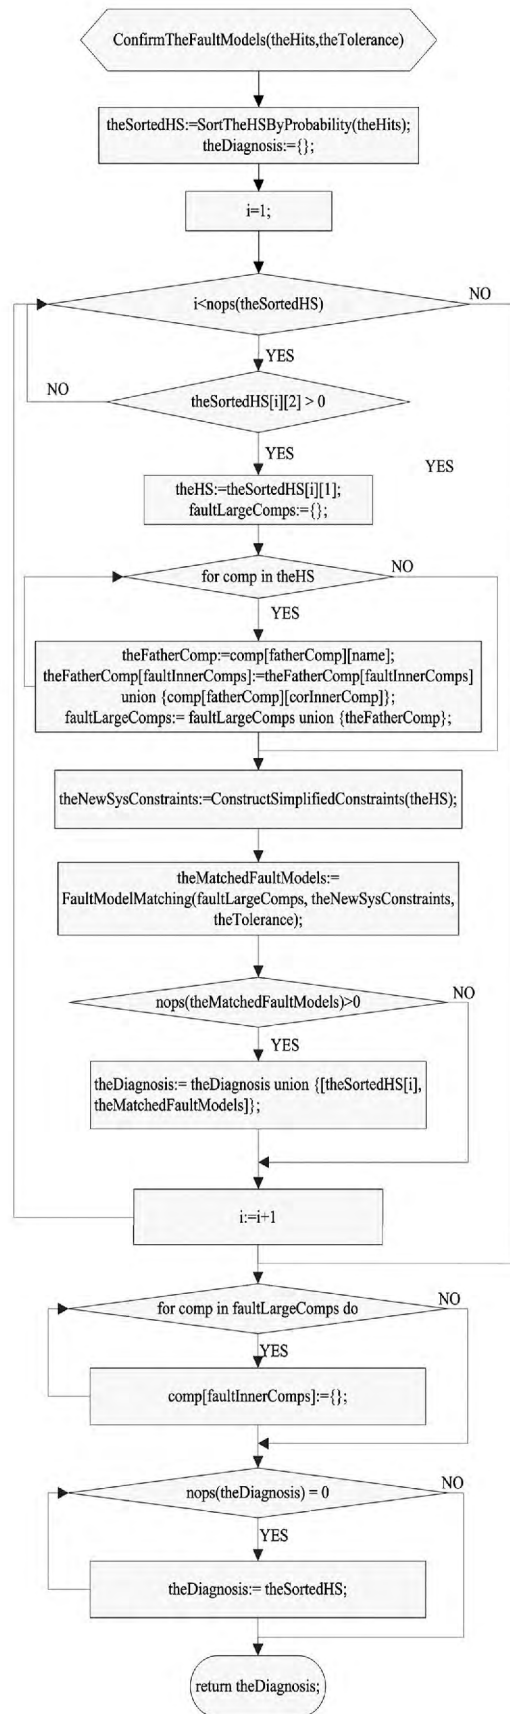 ConfirmTheFaultModels(theHits,theTolerance)
theSortedHS:=SortTheHSByProbability(theHits);
theDiagnosis:={};
i=1;
i<nops(theSortedHS)
NO
YES
theSortedHS[i][2] > 0
NO
YES
YES
theHS:=theSortedHS[i][1];
faultLargeComps:={};
for comp in theHS
NO
YES
theFatherComp:=comp[fatherComp][name];
theFatherComp[faultInnerComps]:=theFatherComp[faultInnerComps]
union {comp[fatherComp][corInnerComp]};
faultLargeComps:= faultLargeComps union {theFatherComp};
theNewSysConstraints:=ConstructSimplifiedConstraints(theHS);
theMatchedFaultModels:=
FaultModelMatching(faultLargeComps, theNewSysConstraints,
theTolerance);
nops(theMatchedFaultModels)>0
NO
YES
theDiagnosis:= theDiagnosis union {[theSortedHS[i],
theMatchedFaultModels]};
i:=i+1
for comp in faultLargeComps do
NO
YES
comp[faultInnerComps]:={};
nops(theDiagnosis) = 0
NO
YES
theDiagnosis:= theSortedHS;
return theDiagnosis;